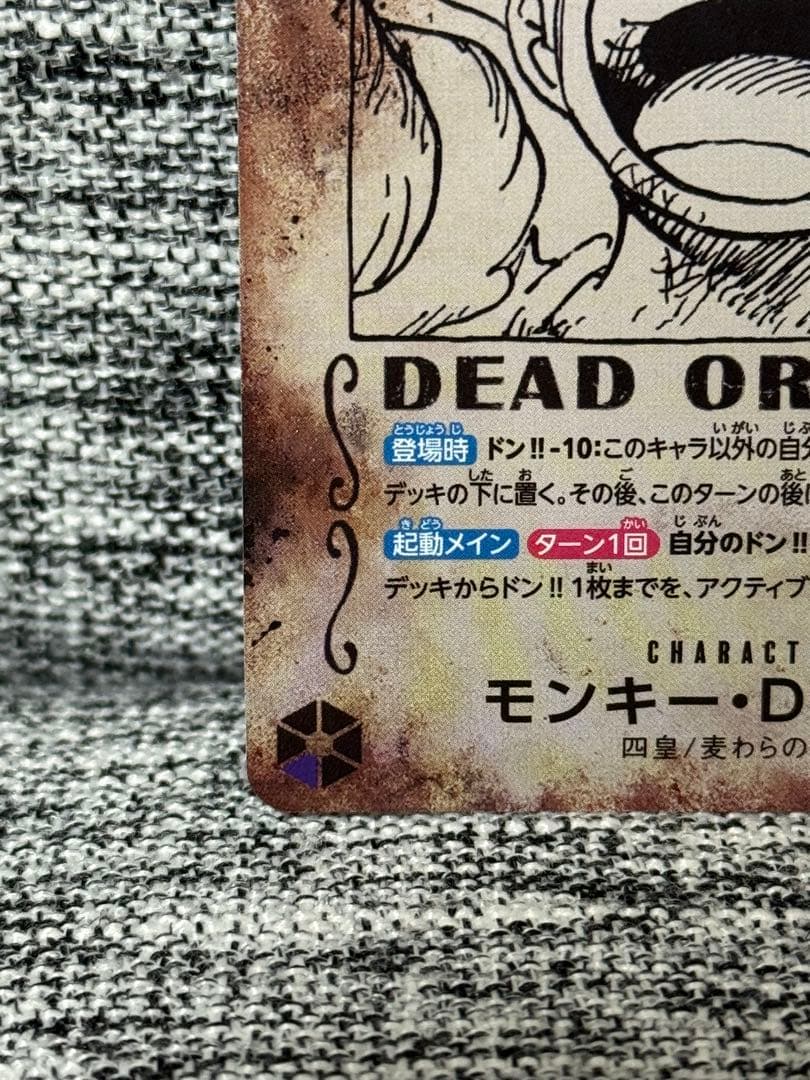 DEAD OR
登場時 ドン!!-10:このキャラ以外の自分
デッキの下に置く。その後、このターンの後に
起動メイン ターン1回 自分のドン!!
デッキからドン!!1枚までを、アクティブ
CHARACT
モンキー・D
四皇/麦わらの